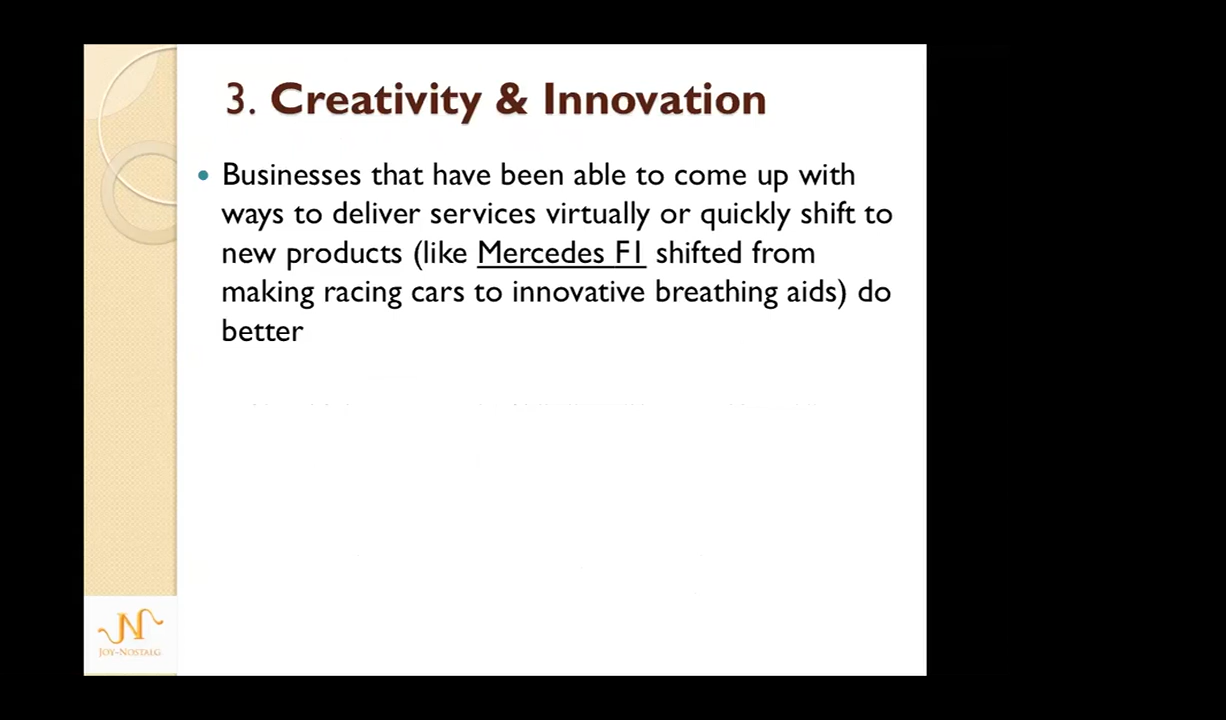 3. Creativity & Innovation
• Businesses that have been able to come up with
ways to deliver services virtually or quickly shift to
new products (like Mercedes F1 shifted from
making racing cars to innovative breathing aids) do
better
N
JOY-NOSTALG